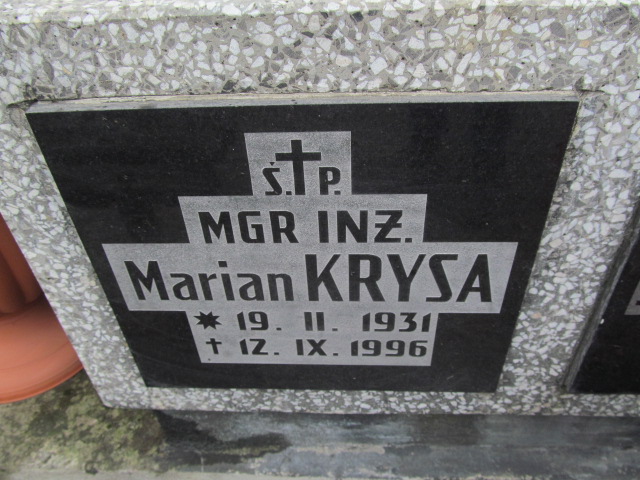 Ś.✝P.
MGR INŻ.
Marian KRYSA
✷ 19. II. 1931
✝ 12. IX. 1996